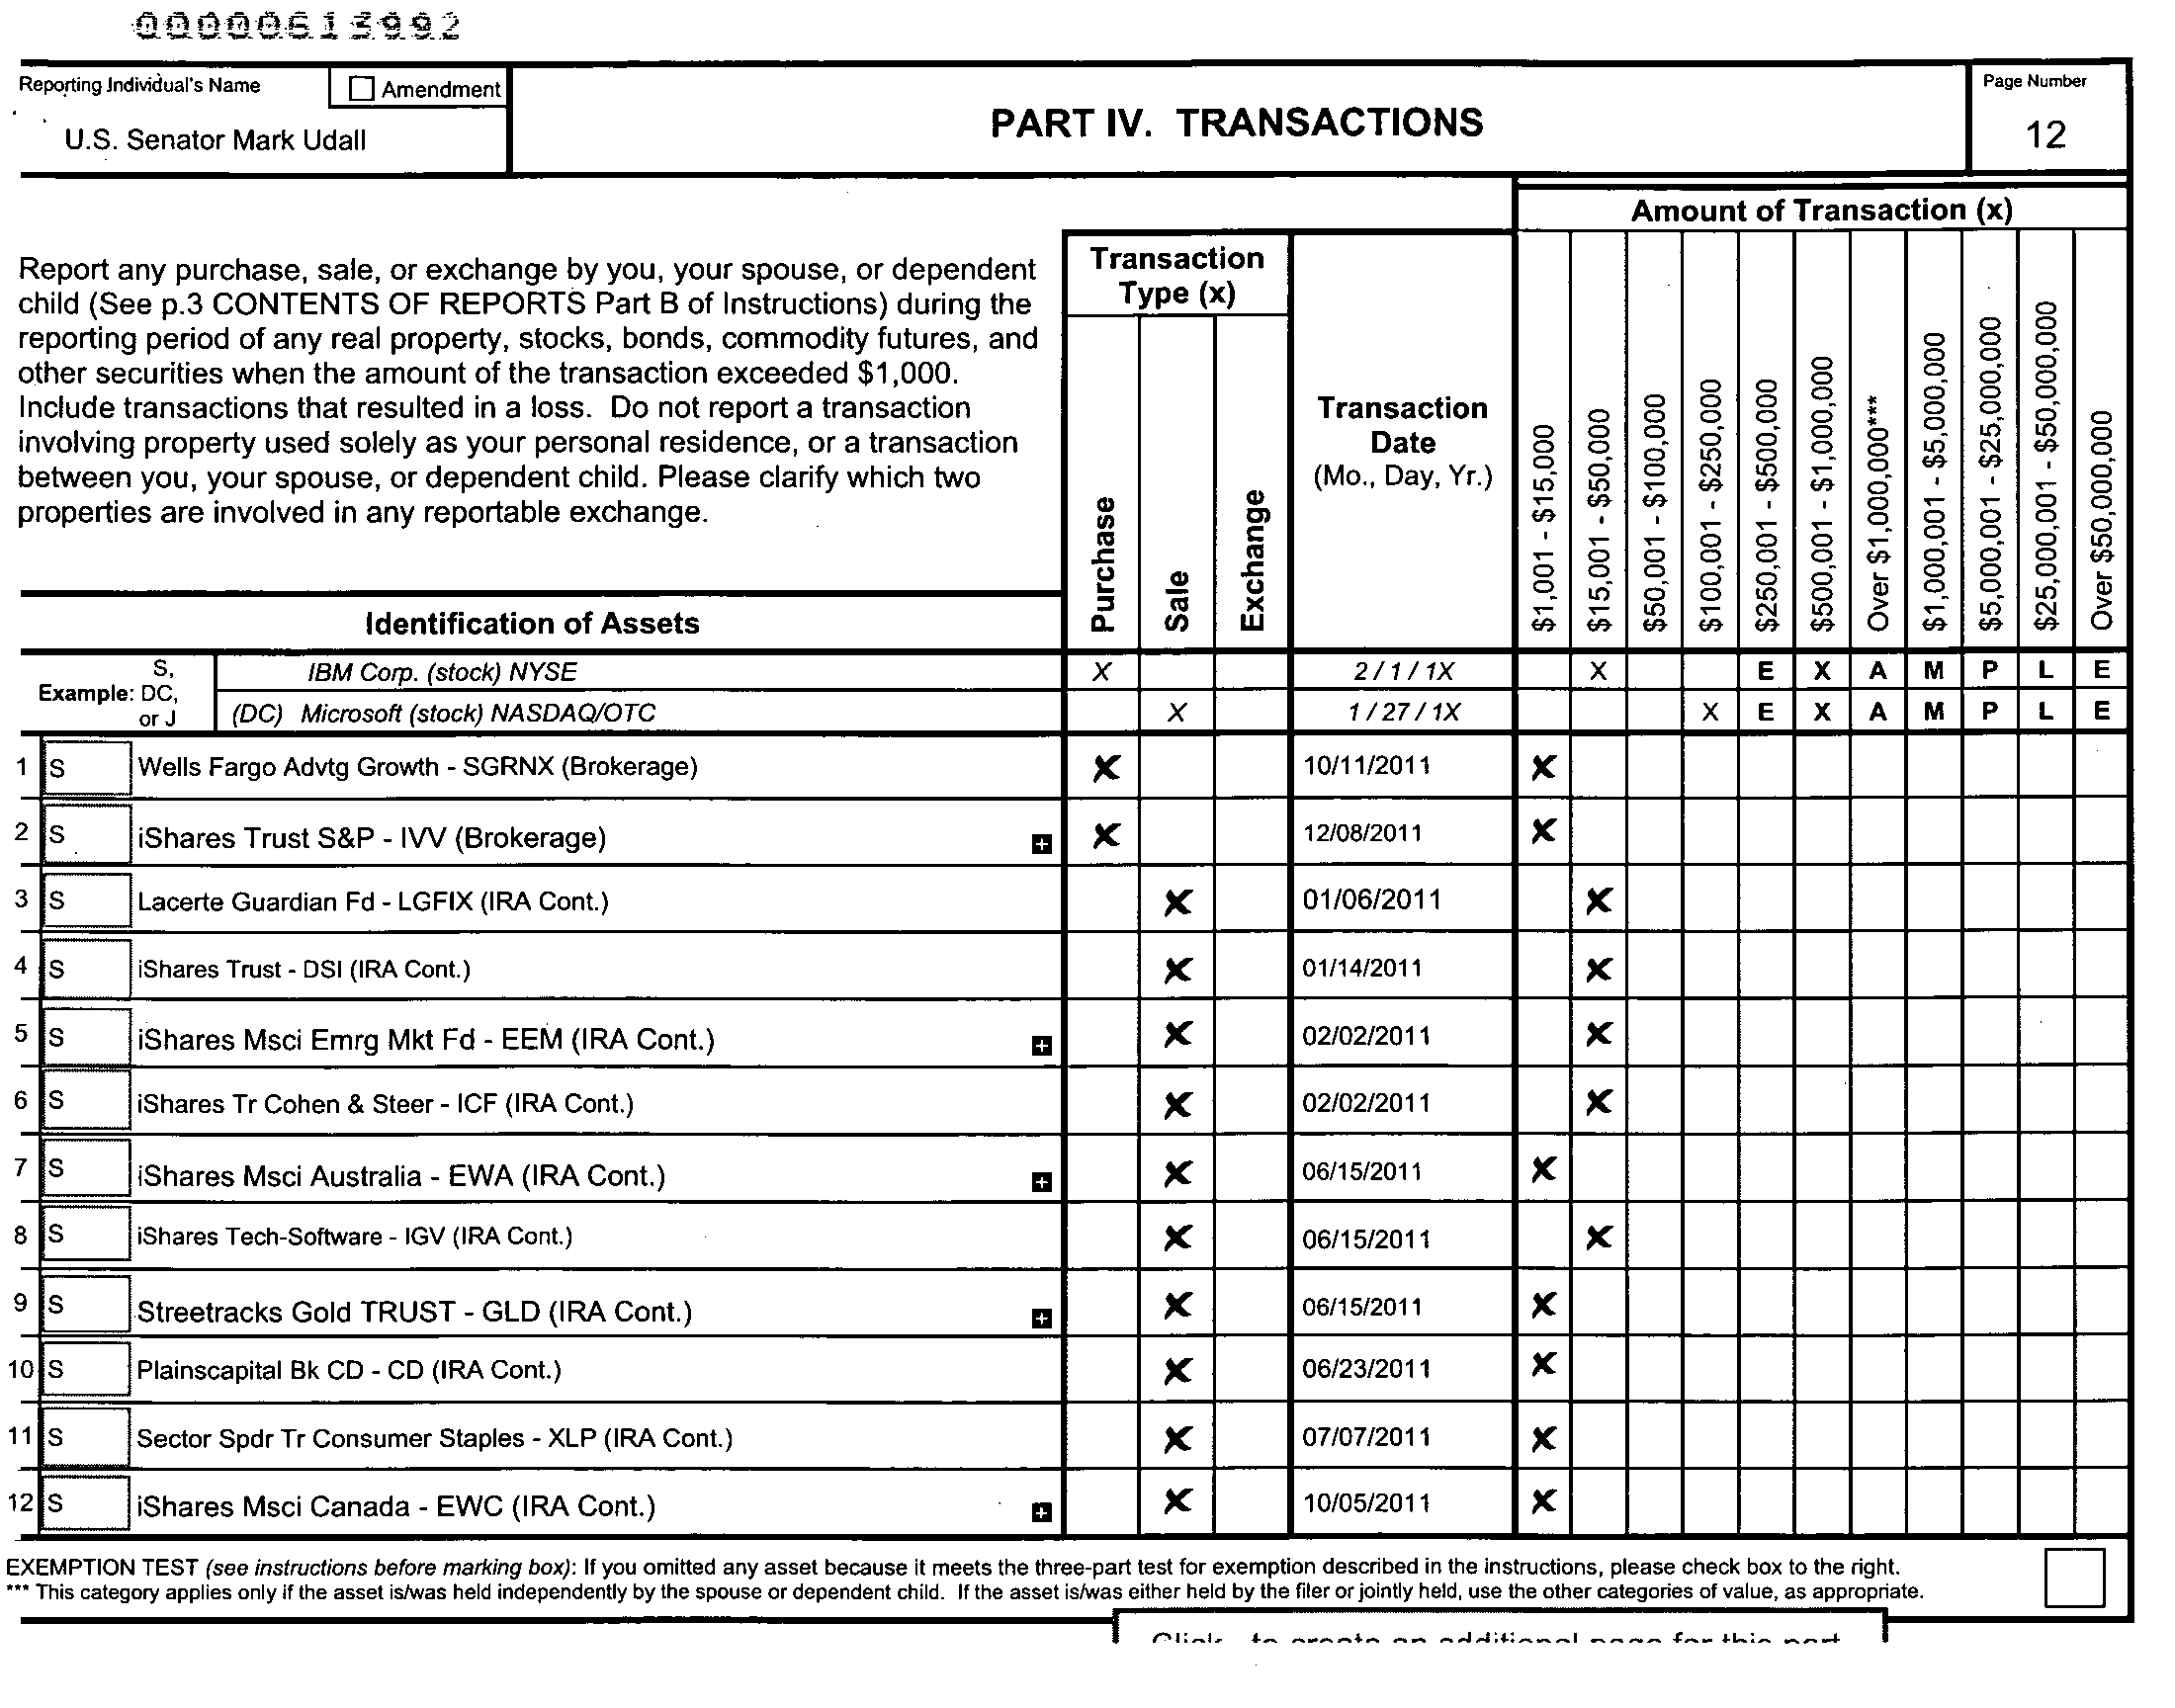 00000613992
Reporting Individual's Name
☐ Amendment
U.S. Senator Mark Udall
PART IV. TRANSACTIONS
Page Number
12
Amount of Transaction (x)
Report any purchase, sale, or exchange by you, your spouse, or dependent
child (See p.3 CONTENTS OF REPORTS Part B of Instructions) during the
reporting period of any real property, stocks, bonds, commodity futures, and
other securities when the amount of the transaction exceeded $1,000.
Include transactions that resulted in a loss. Do not report a transaction
involving property used solely as your personal residence, or a transaction
between you, your spouse, or dependent child. Please clarify which two
properties are involved in any reportable exchange.
Transaction
Type (x)
Purchase
Sale
Exchange
Transaction
Date
(Mo., Day, Yr.)
$1,001 - $15,000
$15,001 - $50,000
$50,001 - $100,000
$100,001 - $250,000
$250,001 - $500,000
$500,001 - $1,000,000
Over $1,000,000***
$1,000,001 - $5,000,000
$5,000,001 - $25,000,000
$25,000,001 - $50,000,000
Over $50,000,000
Identification of Assets
Example: S, DC, or J
IBM Corp. (stock) NYSE X 2 / 1 / 1X X E X A M P L E
(DC) Microsoft (stock) NASDAQ/OTC X 1 / 27 / 1X X E X A M P L E
1 S Wells Fargo Advtg Growth - SGRNX (Brokerage) X 10/11/2011 X
2 S iShares Trust S&P - IVV (Brokerage) + X 12/08/2011 X
3 S Lacerte Guardian Fd - LGFIX (IRA Cont.) X 01/06/2011 X
4 S iShares Trust - DSI (IRA Cont.) X 01/14/2011 X
5 S iShares Msci Emrg Mkt Fd - EEM (IRA Cont.) + X 02/02/2011 X
6 S iShares Tr Cohen & Steer - ICF (IRA Cont.) X 02/02/2011 X
7 S iShares Msci Australia - EWA (IRA Cont.) + X 06/15/2011 X
8 S iShares Tech-Software - IGV (IRA Cont.) X 06/15/2011 X
9 S Streetracks Gold TRUST - GLD (IRA Cont.) + X 06/15/2011 X
10 S Plainscapital Bk CD - CD (IRA Cont.) X 06/23/2011 X
11 S Sector Spdr Tr Consumer Staples - XLP (IRA Cont.) X 07/07/2011 X
12 S iShares Msci Canada - EWC (IRA Cont.) + X 10/05/2011 X
EXEMPTION TEST (see instructions before marking box): If you omitted any asset because it meets the three-part test for exemption described in the instructions, please check box to the right.
*** This category applies only if the asset is/was held independently by the spouse or dependent child. If the asset is/was either held by the filer or jointly held, use the other categories of value, as appropriate.
Click to create an additional page for this part